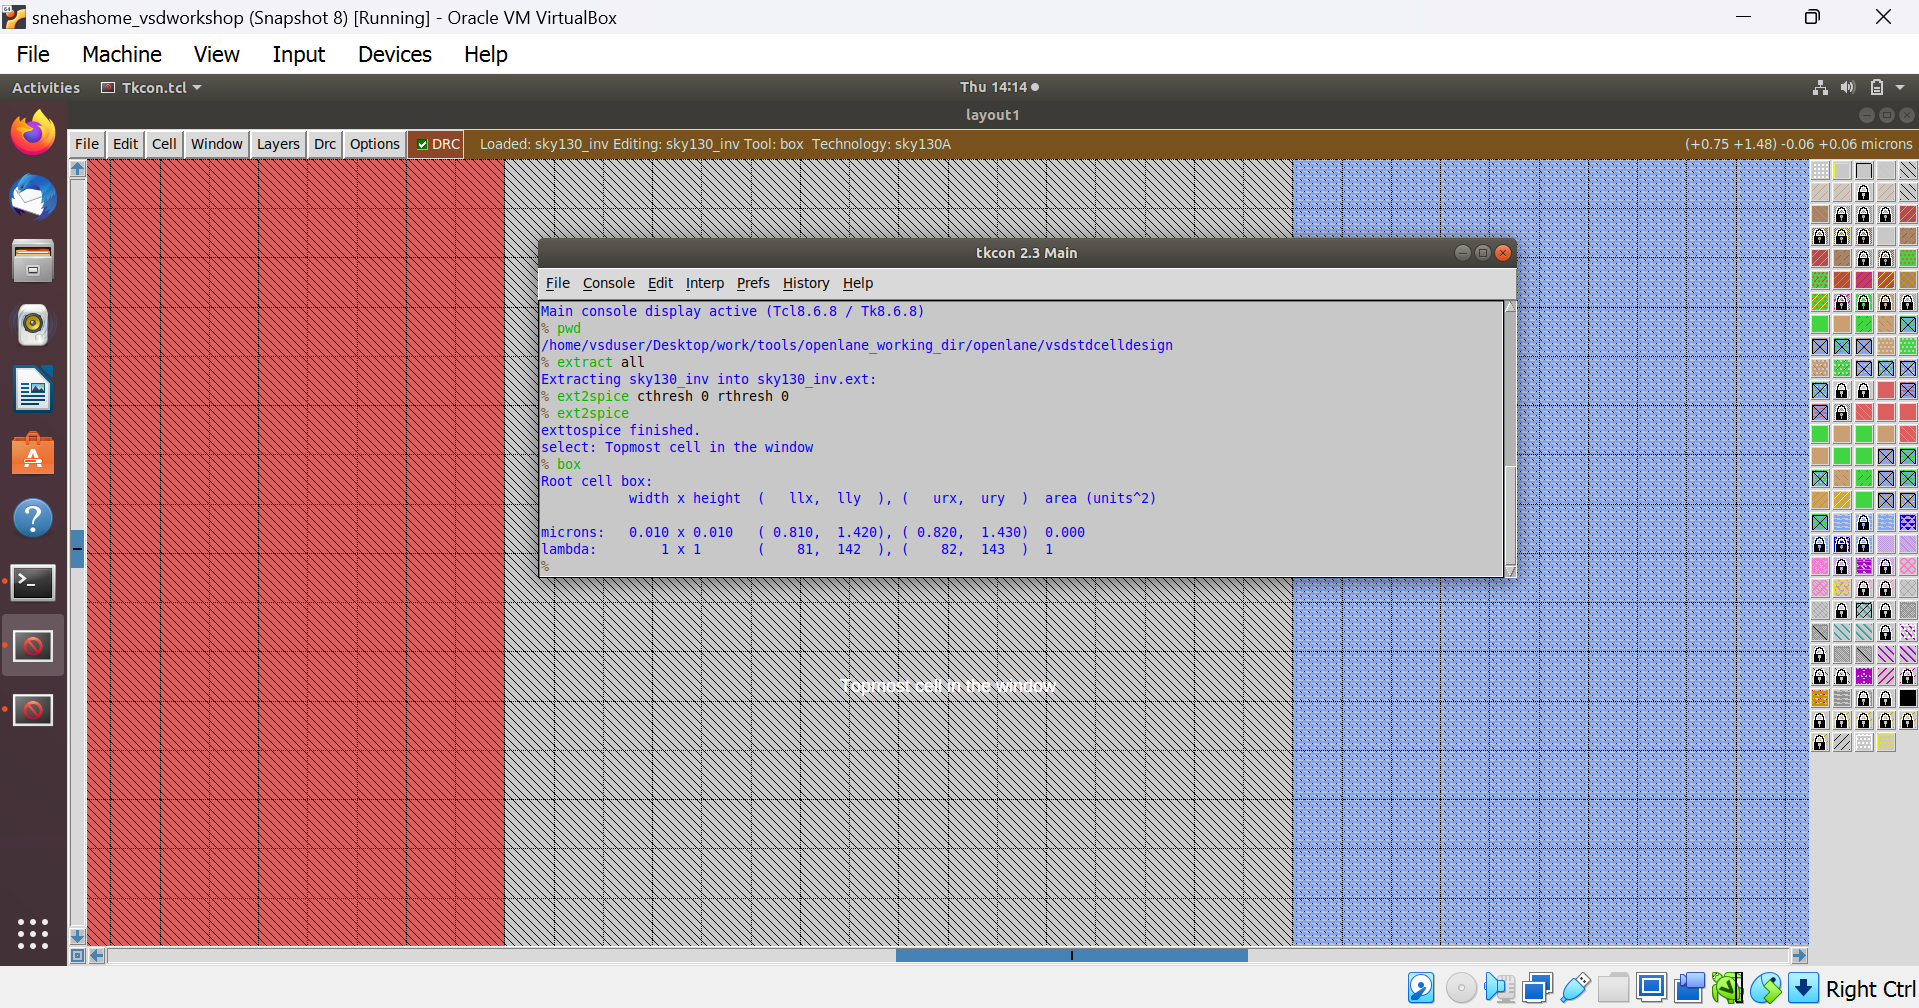 snehashome_vsdworkshop (Snapshot 8) [Running] - Oracle VM VirtualBox
File Machine View Input Devices Help
Activities Tkcon.tcl Thu 14:14
layout1
File Edit Cell Window Layers Drc Options DRC Loaded: sky130_inv Editing: sky130_inv Tool: box Technology: sky130A (+0.75 +1.48) -0.06 +0.06 microns
tkcon 2.3 Main
File Console Edit Interp Prefs History Help
Main console display active (Tcl8.6.8 / Tk8.6.8)
% pwd
/home/vsduser/Desktop/work/tools/openlane_working_dir/openlane/vsdstdcelldesign
% extract all
Extracting sky130_inv into sky130_inv.ext:
% ext2spice cthresh 0 rthresh 0
% ext2spice
exttospice finished.
select: Topmost cell in the window
% box
Root cell box:
width x height ( llx, lly ), ( urx, ury ) area (units^2)
microns: 0.010 x 0.010 ( 0.810, 1.420), ( 0.820, 1.430) 0.000
lambda: 1 x 1 ( 81, 142 ), ( 82, 143 ) 1
%
Topmost cell in the window
Right Ctrl